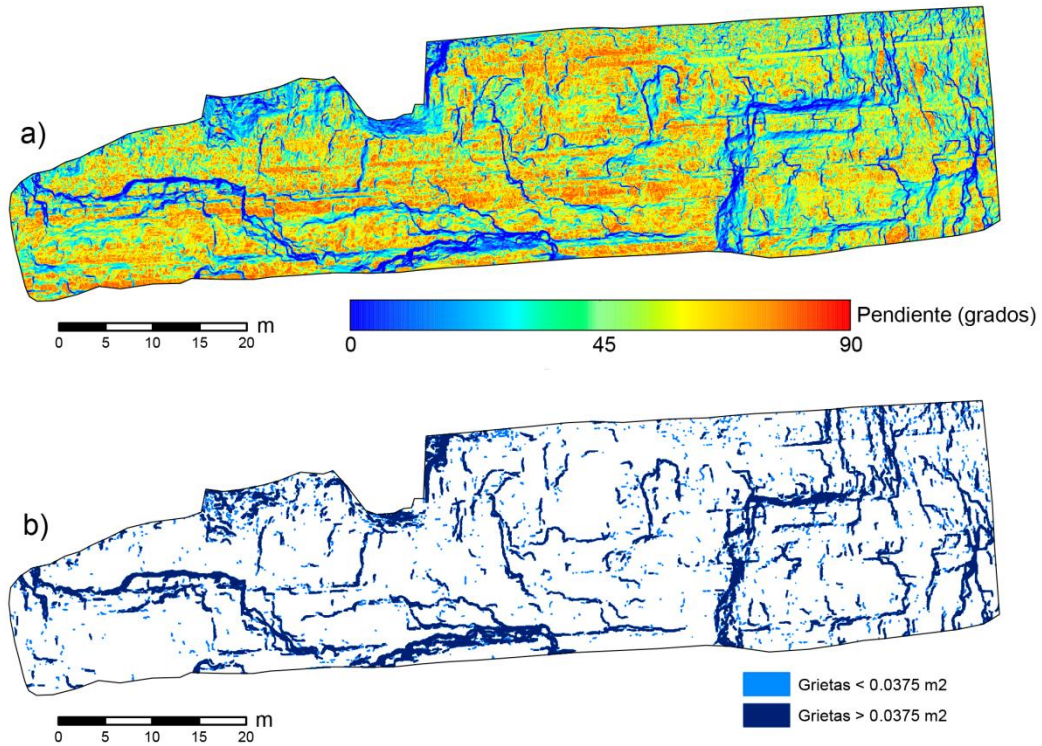 a)
m
0 5 10 15 20
Pendiente (grados)
0 45 90
b)
m
0 5 10 15 20
Grietas < 0.0375 m2
Grietas > 0.0375 m2